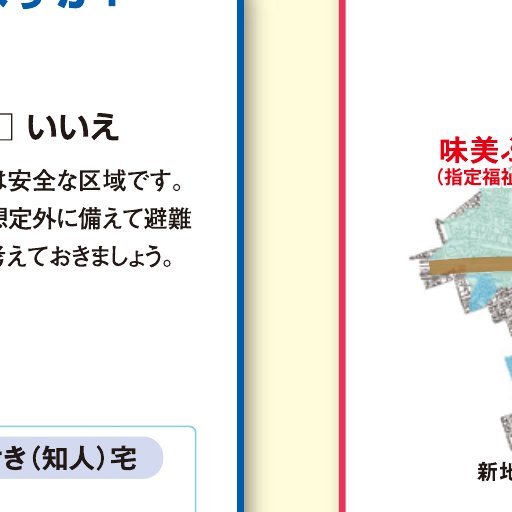 □ いいえ
は安全な区域です。
想定外に備えて避難
考えておきましょう。
き(知人)宅
味美
(指定福祉
新地